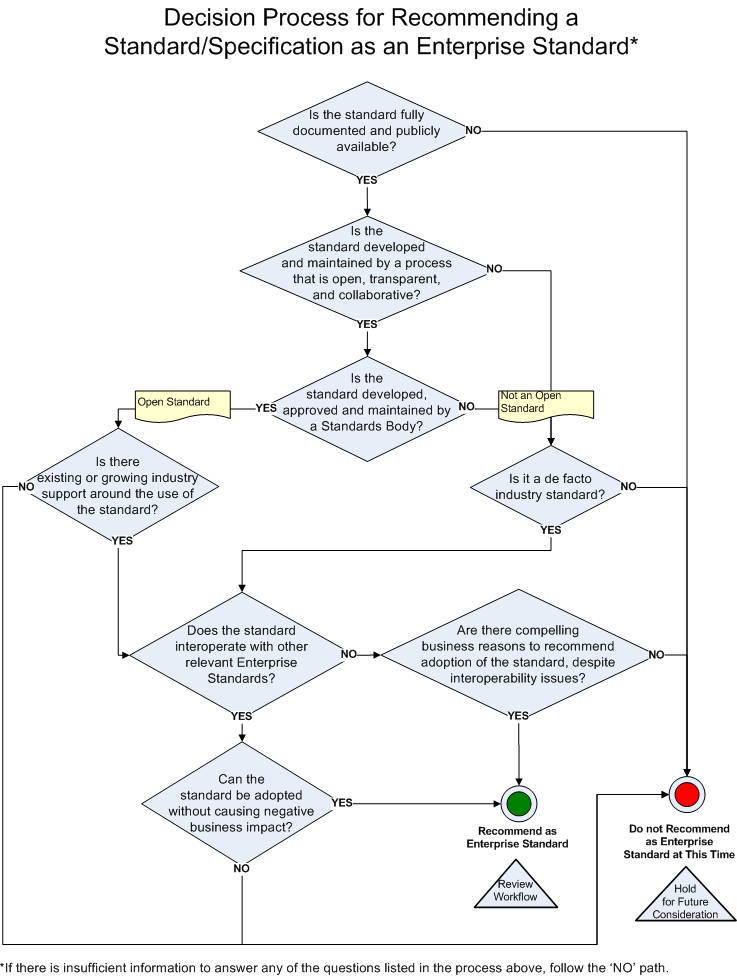 Decision Process for Recommending a
Standard/Specification as an Enterprise Standard*
Is the standard fully
documented and publicly
available?
NO
YES
Is the
standard developed
and maintained by a process
that is open, transparent,
and collaborative?
NO
YES
Open Standard
YES
Is the
standard developed,
approved and maintained by
a Standards Body?
NO
Not an Open
Standard
NO
Is there
existing or growing industry
support around the use of
the standard?
YES
Is it a de facto
industry standard?
NO
YES
Does the standard
interoperate with other
relevant Enterprise
Standards?
NO
YES
Are there compelling
business reasons to recommend
adoption of the standard, despite
interoperability issues?
NO
YES
Can the
standard be adopted
without causing negative
business impact?
YES
NO
Recommend as
Enterprise Standard
Review
Workflow
Do not Recommend
as Enterprise
Standard at This Time
Hold
for Future
Consideration
*If there is insufficient information to answer any of the questions listed in the process above, follow the ‘NO’ path.